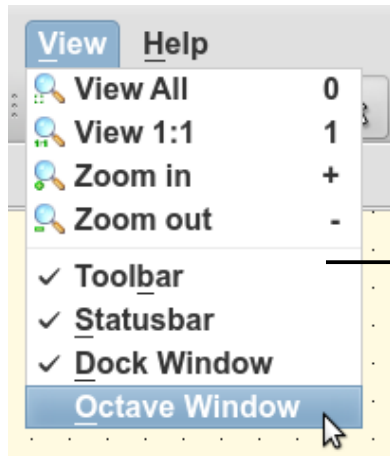 View Help
View All 0
View 1:1 1
Zoom in +
Zoom out -
Toolbar
Statusbar
Dock Window
Octave Window